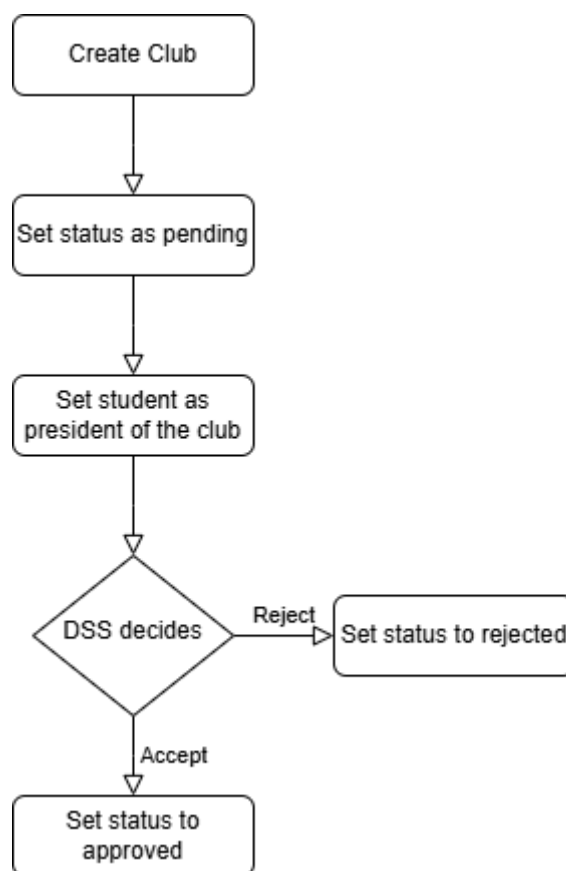 Create Club
Set status as pending
Set student as
president of the club
DSS decides
Reject
Set status to rejected
Accept
Set status to
approved